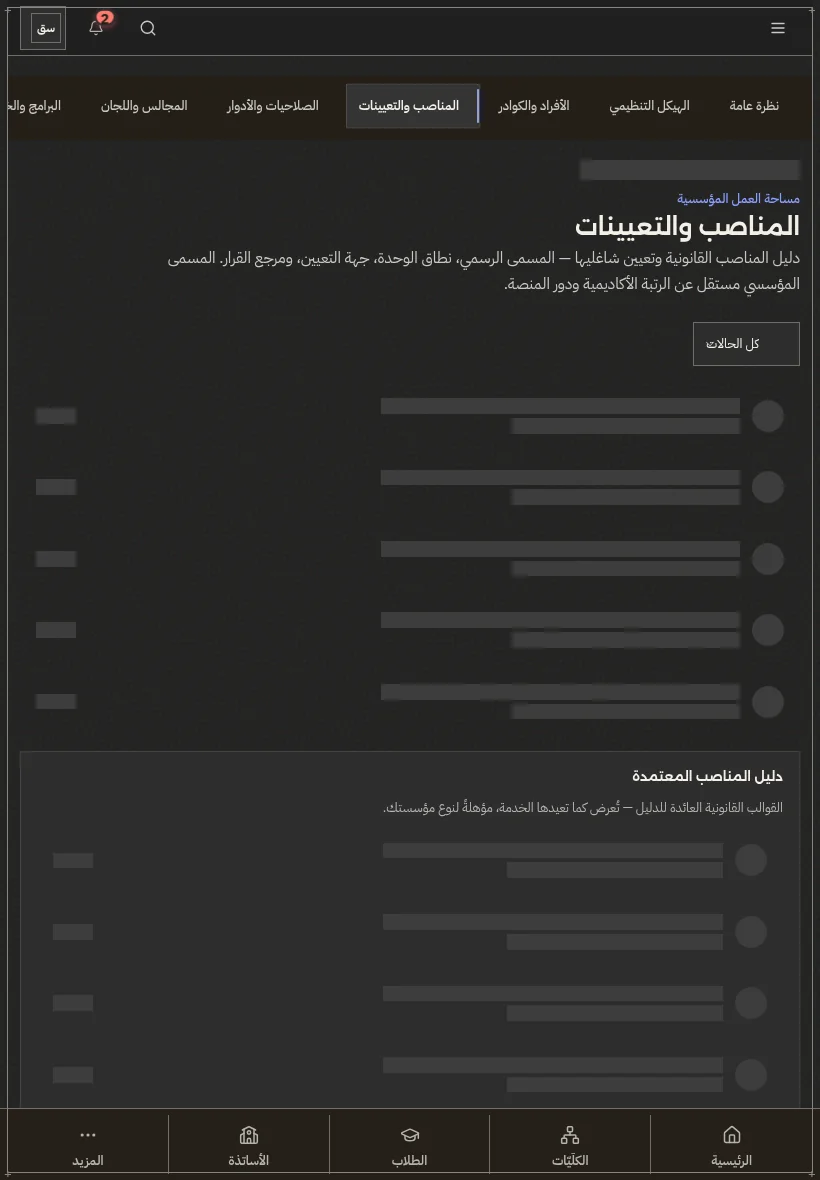 سق
2
نظرة عامة
الهيكل التنظيمي
الأفراد والكوادر
المناصب والتعيينات
الصلاحيات والأدوار
المجالس واللجان
البرامج
مساحة العمل المؤسسية
المناصب والتعيينات
دليل المناصب القانونية وتعيين شاغليها — المسمى الرسمي، نطاق الوحدة، جهة التعيين، ومرجع القرار. المسمى
المؤسسي مستقل عن الرتبة الأكاديمية ودور المنصة.
كل الحالات
دليل المناصب المعتمدة
القوالب القانونية العائدة للدليل — تُعرض كما تعيدها الخدمة، مؤهلةً لنوع مؤسستك.
الرئيسية
الكليّات
الطلاب
الأساتذة
المزيد